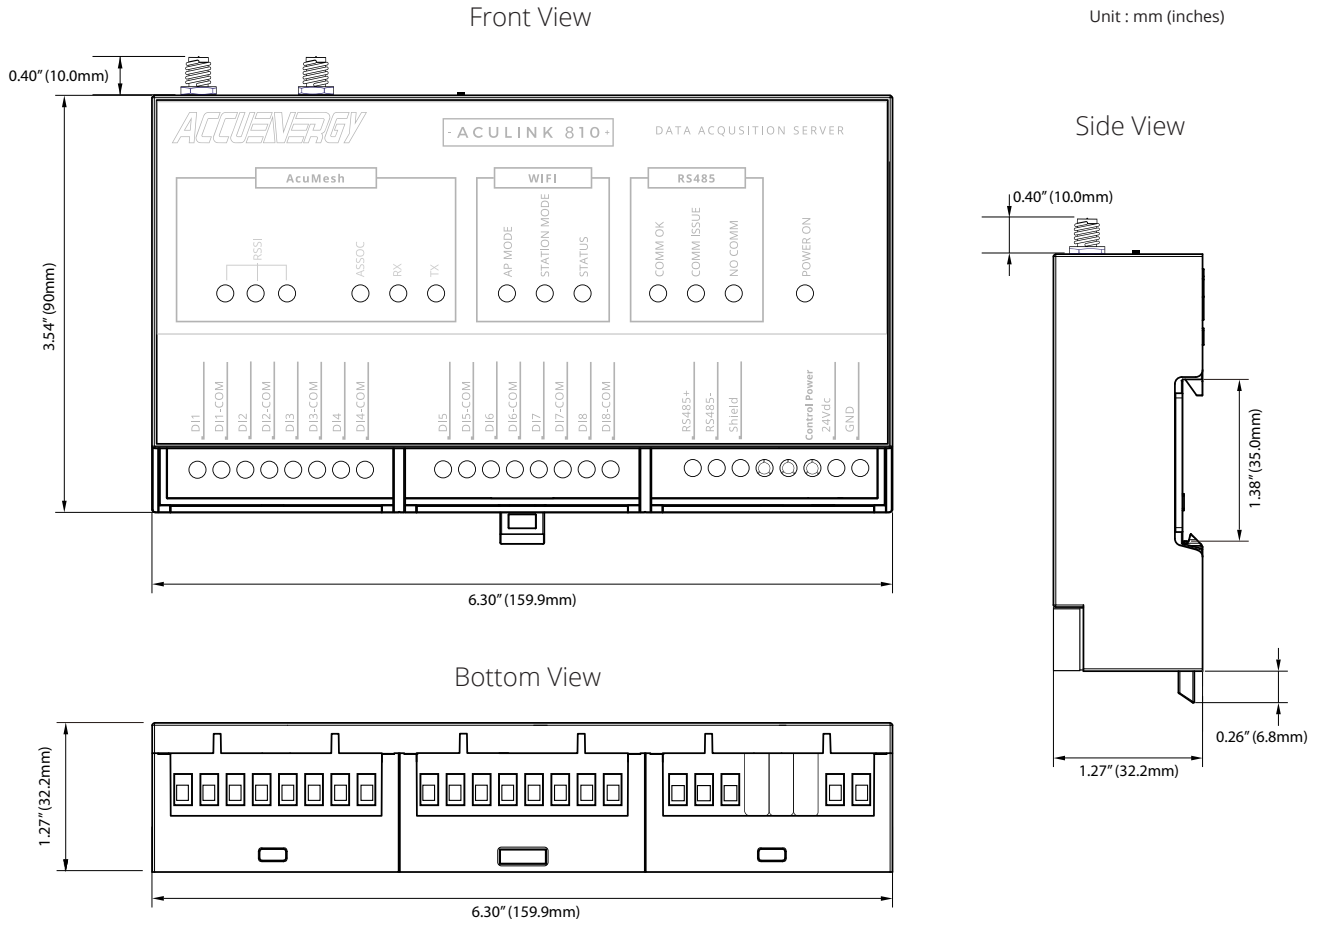 Front View
Unit : mm (inches)
0.40” (10.0mm)
ACCUENERGY
- ACULINK 810+
DATA ACQUSITION SERVER
AcuMesh
WIFI
RS485
RSSI
ASSOC
RX
TX
AP MODE
STATION MODE
STATUS
COMM OK
COMM ISSUE
NO COMM
POWER ON
3.54” (90mm)
DI1
DI1-COM
DI2
DI2-COM
DI3
DI3-COM
DI4
DI4-COM
DI5
DI5-COM
DI6
DI6-COM
DI7
DI7-COM
DI8
DI8-COM
RS485+
RS485-
Shield
Control Power
24Vdc
GND
6.30” (159.9mm)
Side View
0.40” (10.0mm)
1.38” (35.0mm)
0.26” (6.8mm)
1.27” (32.2mm)
Bottom View
1.27” (32.2mm)
6.30” (159.9mm)